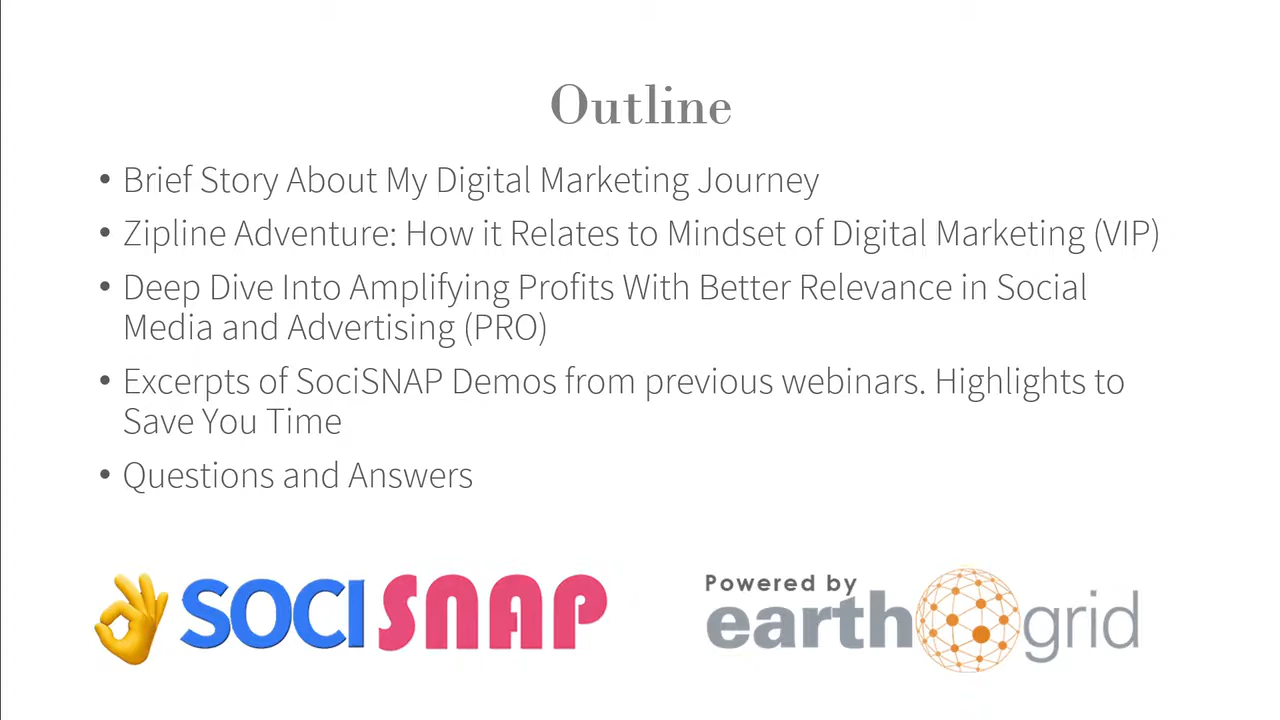 Outline
• Brief Story About My Digital Marketing Journey
• Zipline Adventure: How it Relates to Mindset of Digital Marketing (VIP)
• Deep Dive Into Amplifying Profits With Better Relevance in Social
Media and Advertising (PRO)
• Excerpts of SociSNAP Demos from previous webinars. Highlights to
Save You Time
• Questions and Answers
SOCISNAP
Powered by
earth grid